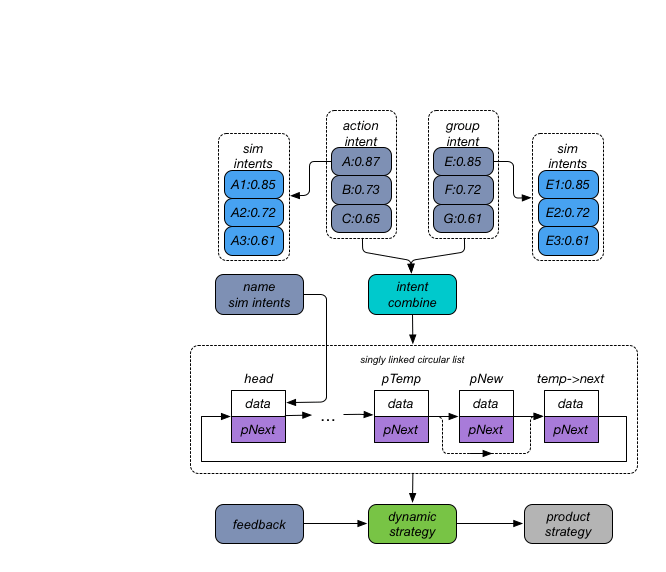 action
intent
group
intent
sim
intents
sim
intents
A:0.87
B:0.73
C:0.65
E:0.85
F:0.72
G:0.61
A1:0.85
A2:0.72
A3:0.61
E1:0.85
E2:0.72
E3:0.61
name
sim intents
intent
combine
singly linked circular list
head
pTemp
pNew
temp->next
data
pNext
...
data
pNext
data
pNext
data
pNext
feedback
dynamic
strategy
product
strategy